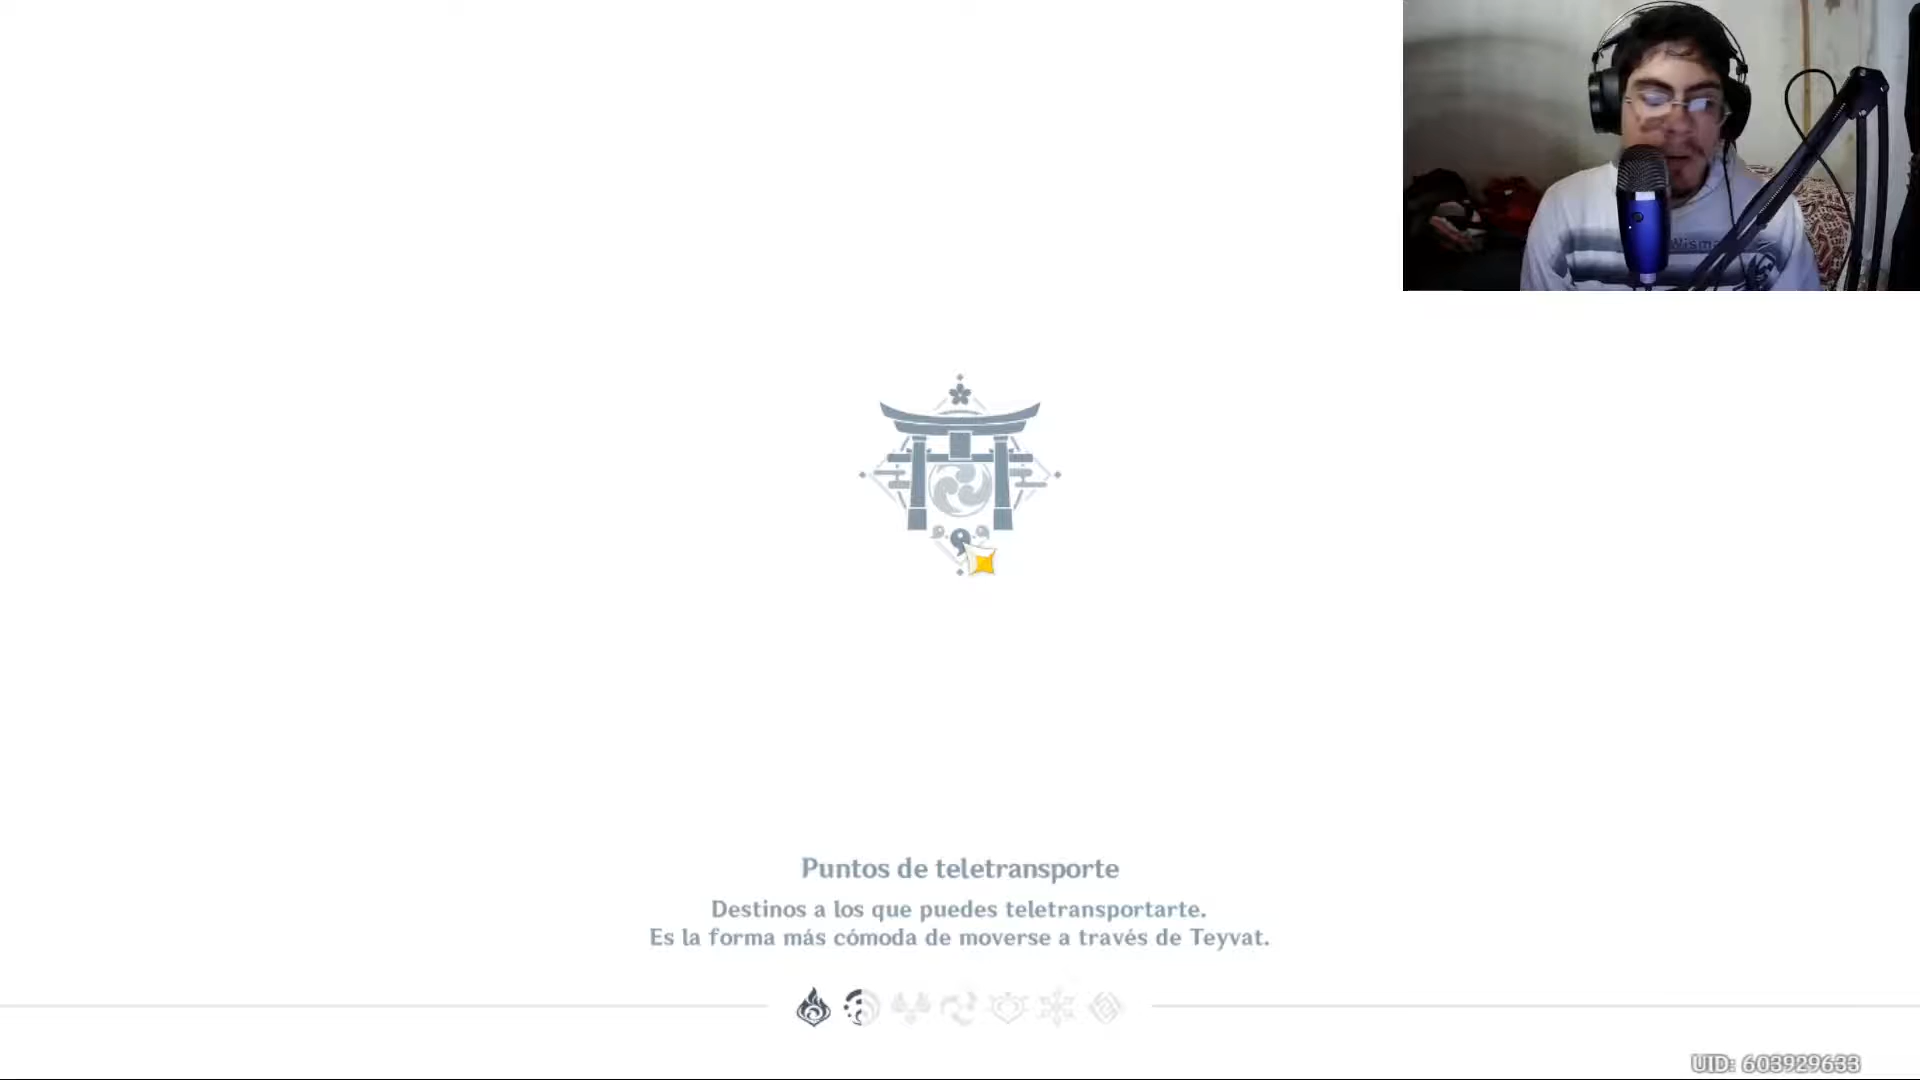 Wisma
Puntos de teletransporte
Destinos a los que puedes teletransportarte.
Es la forma más cómoda de moverse a través de Teyvat.
UID: 603929633